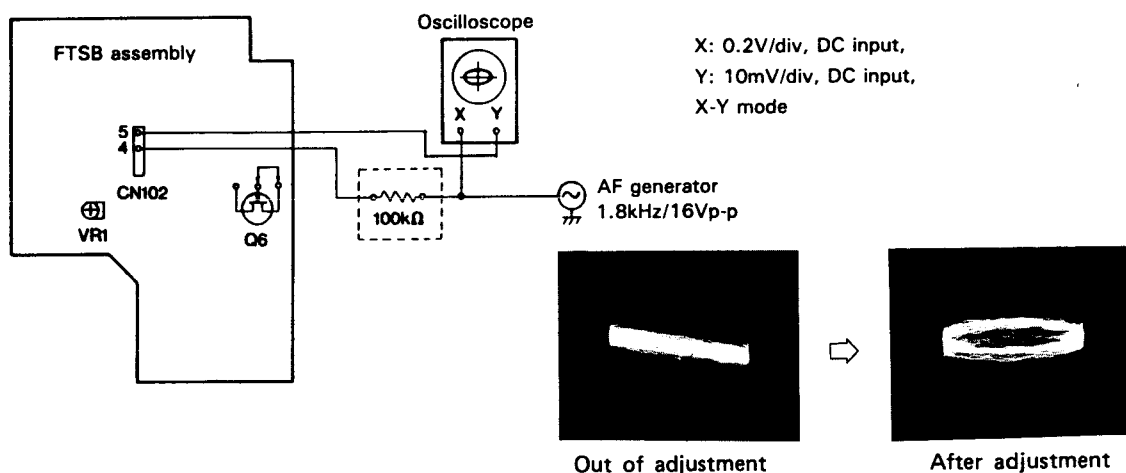 Oscilloscope
FTSB assembly
X: 0.2V/div, DC input,
Y: 10mV/div, DC input,
X-Y mode
X Y
5
4
CN102
VR1
Q6
100kΩ
AF generator
1.8kHz/16Vp-p
Out of adjustment
After adjustment